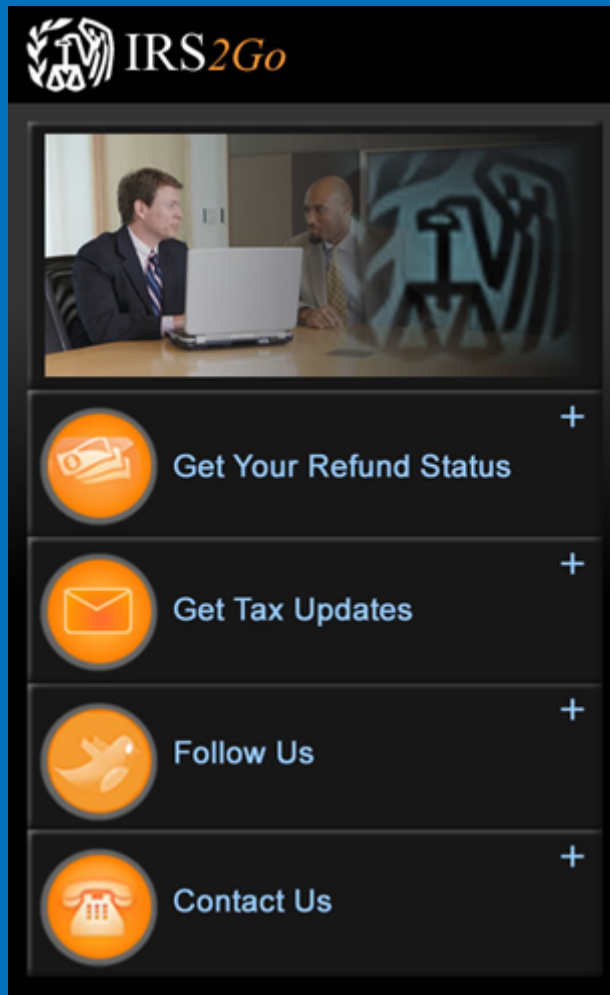 IRS2Go
+
Get Your Refund Status
+
Get Tax Updates
+
Follow Us
+
Contact Us